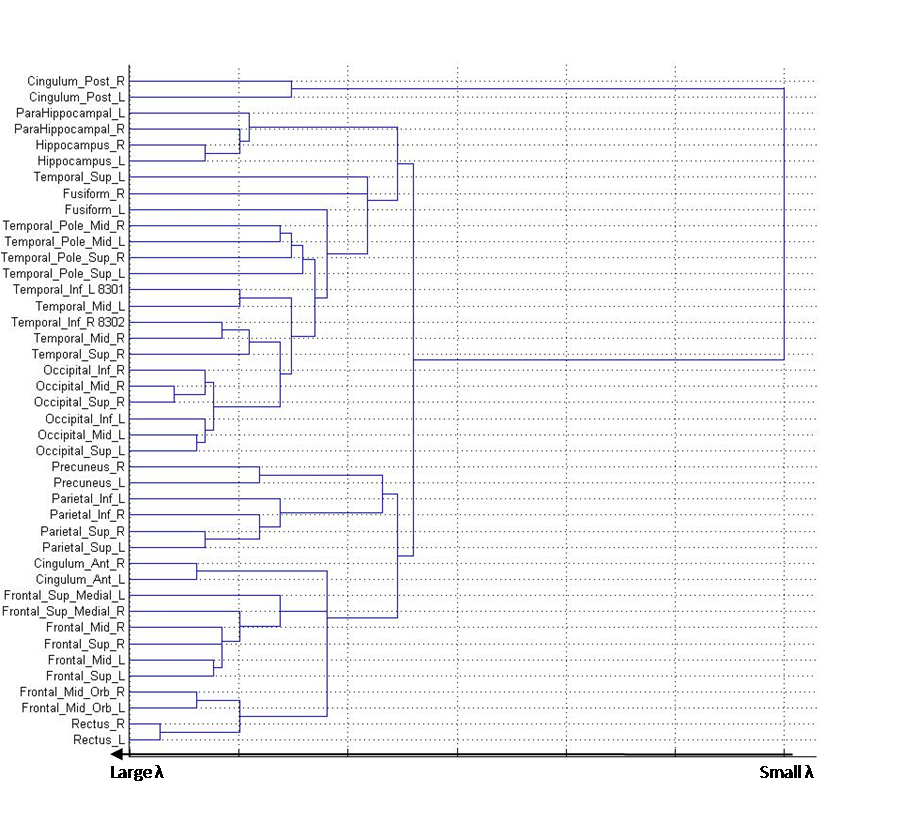 Cingulum_Post_R
Cingulum_Post_L
ParaHippocampal_L
ParaHippocampal_R
Hippocampus_R
Hippocampus_L
Temporal_Sup_L
Fusiform_R
Fusiform_L
Temporal_Pole_Mid_R
Temporal_Pole_Mid_L
Temporal_Pole_Sup_R
Temporal_Pole_Sup_L
Temporal_Inf_L 8301
Temporal_Mid_L
Temporal_Inf_R 8302
Temporal_Mid_R
Temporal_Sup_R
Occipital_Inf_R
Occipital_Mid_R
Occipital_Sup_R
Occipital_Inf_L
Occipital_Mid_L
Occipital_Sup_L
Precuneus_R
Precuneus_L
Parietal_Inf_L
Parietal_Inf_R
Parietal_Sup_R
Parietal_Sup_L
Cingulum_Ant_R
Cingulum_Ant_L
Frontal_Sup_Medial_L
Frontal_Sup_Medial_R
Frontal_Mid_R
Frontal_Sup_R
Frontal_Mid_L
Frontal_Sup_L
Frontal_Mid_Orb_R
Frontal_Mid_Orb_L
Rectus_R
Rectus_L
Large λ Small λ